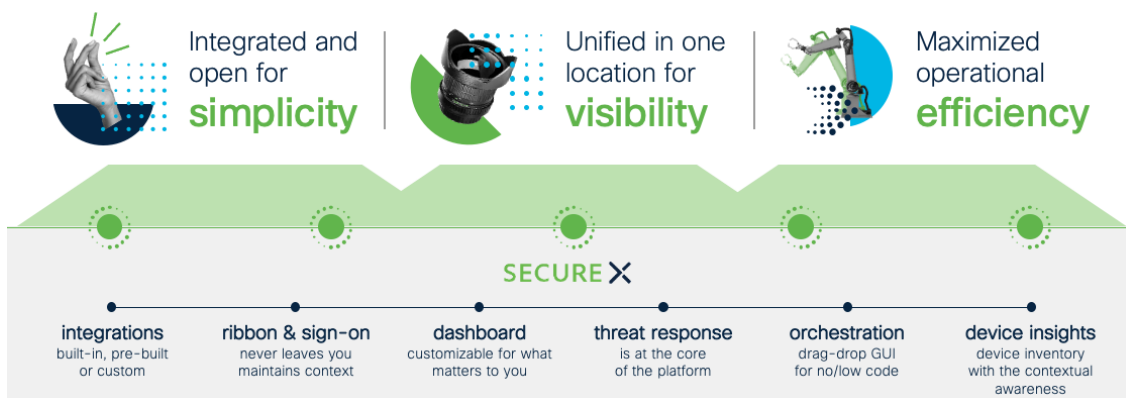 Integrated and
open for
simplicity
Unified in one
location for
visibility
Maximized
operational
efficiency
SECURE X
integrations
built-in, pre-built
or custom
ribbon & sign-on
never leaves you
maintains context
dashboard
customizable for what
matters to you
threat response
is at the core
of the platform
orchestration
drag-drop GUI
for no/low code
device insights
device inventory
with the contextual
awareness